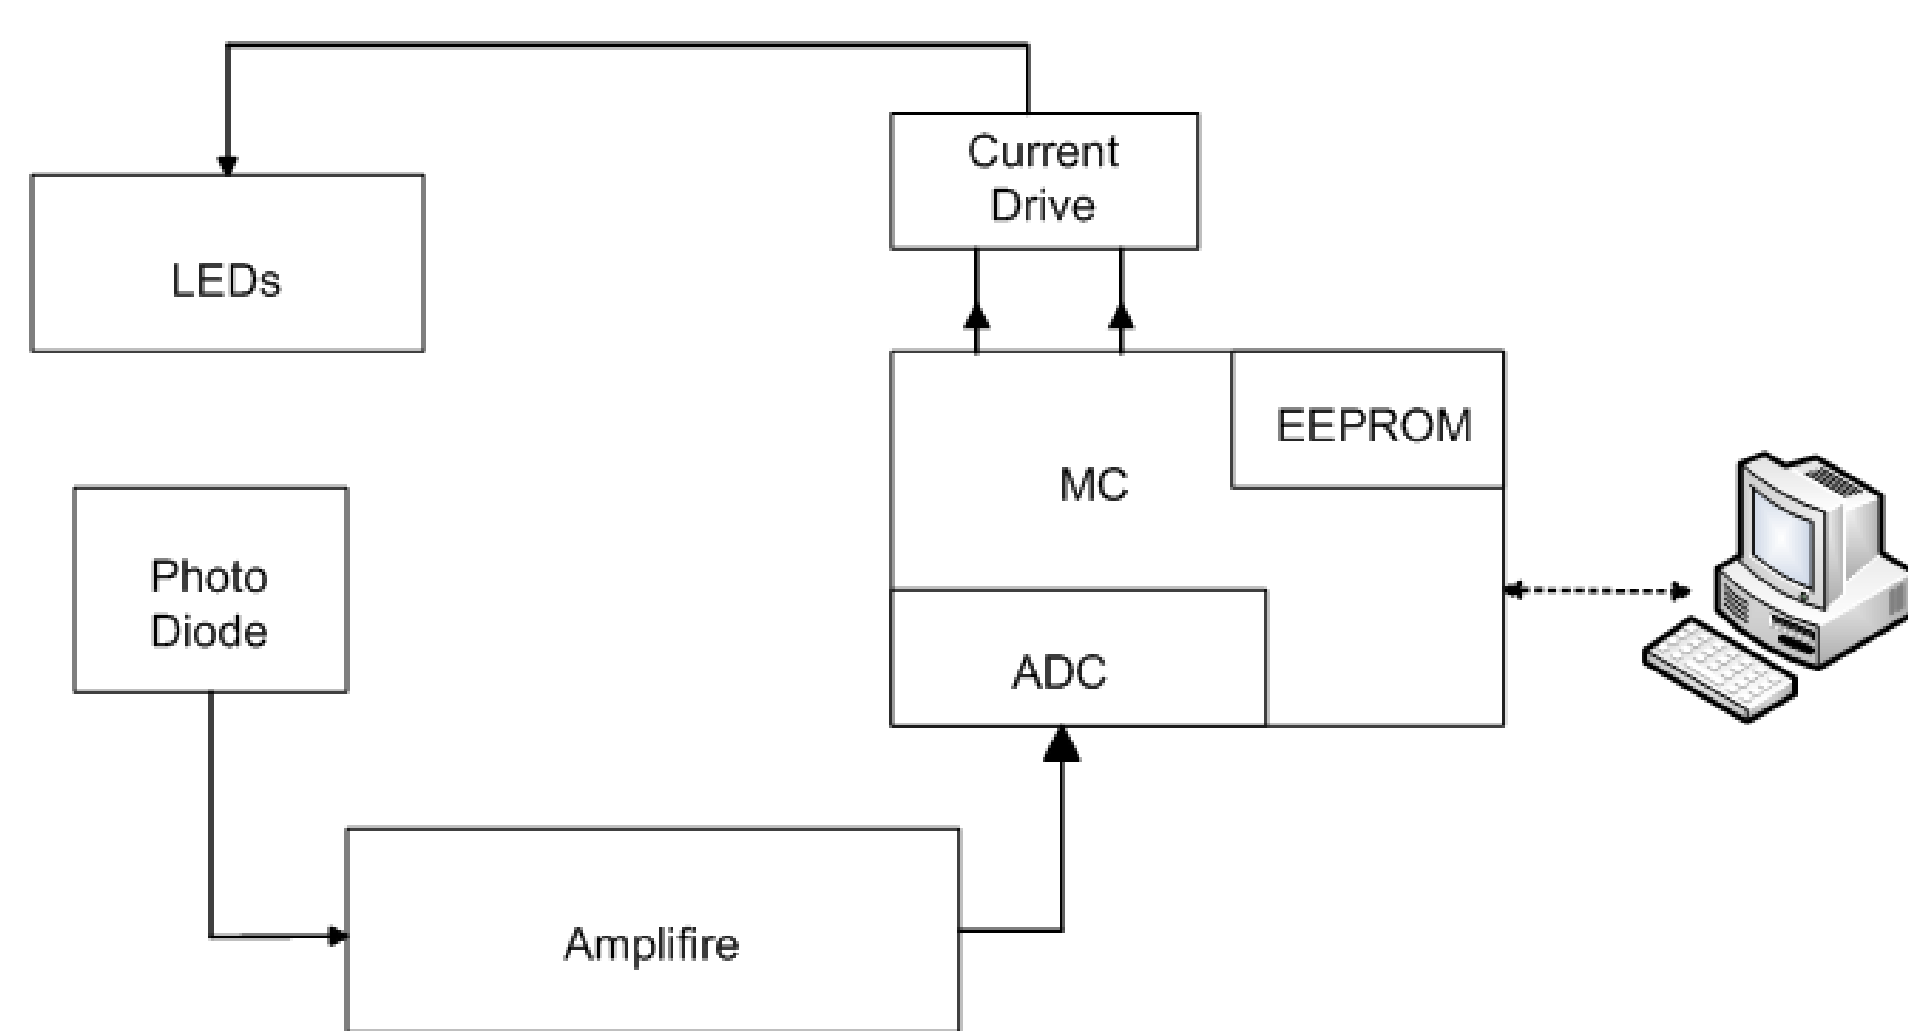 Current
Drive
LEDs
EEPROM
MC
Photo
Diode
ADC
Amplifire